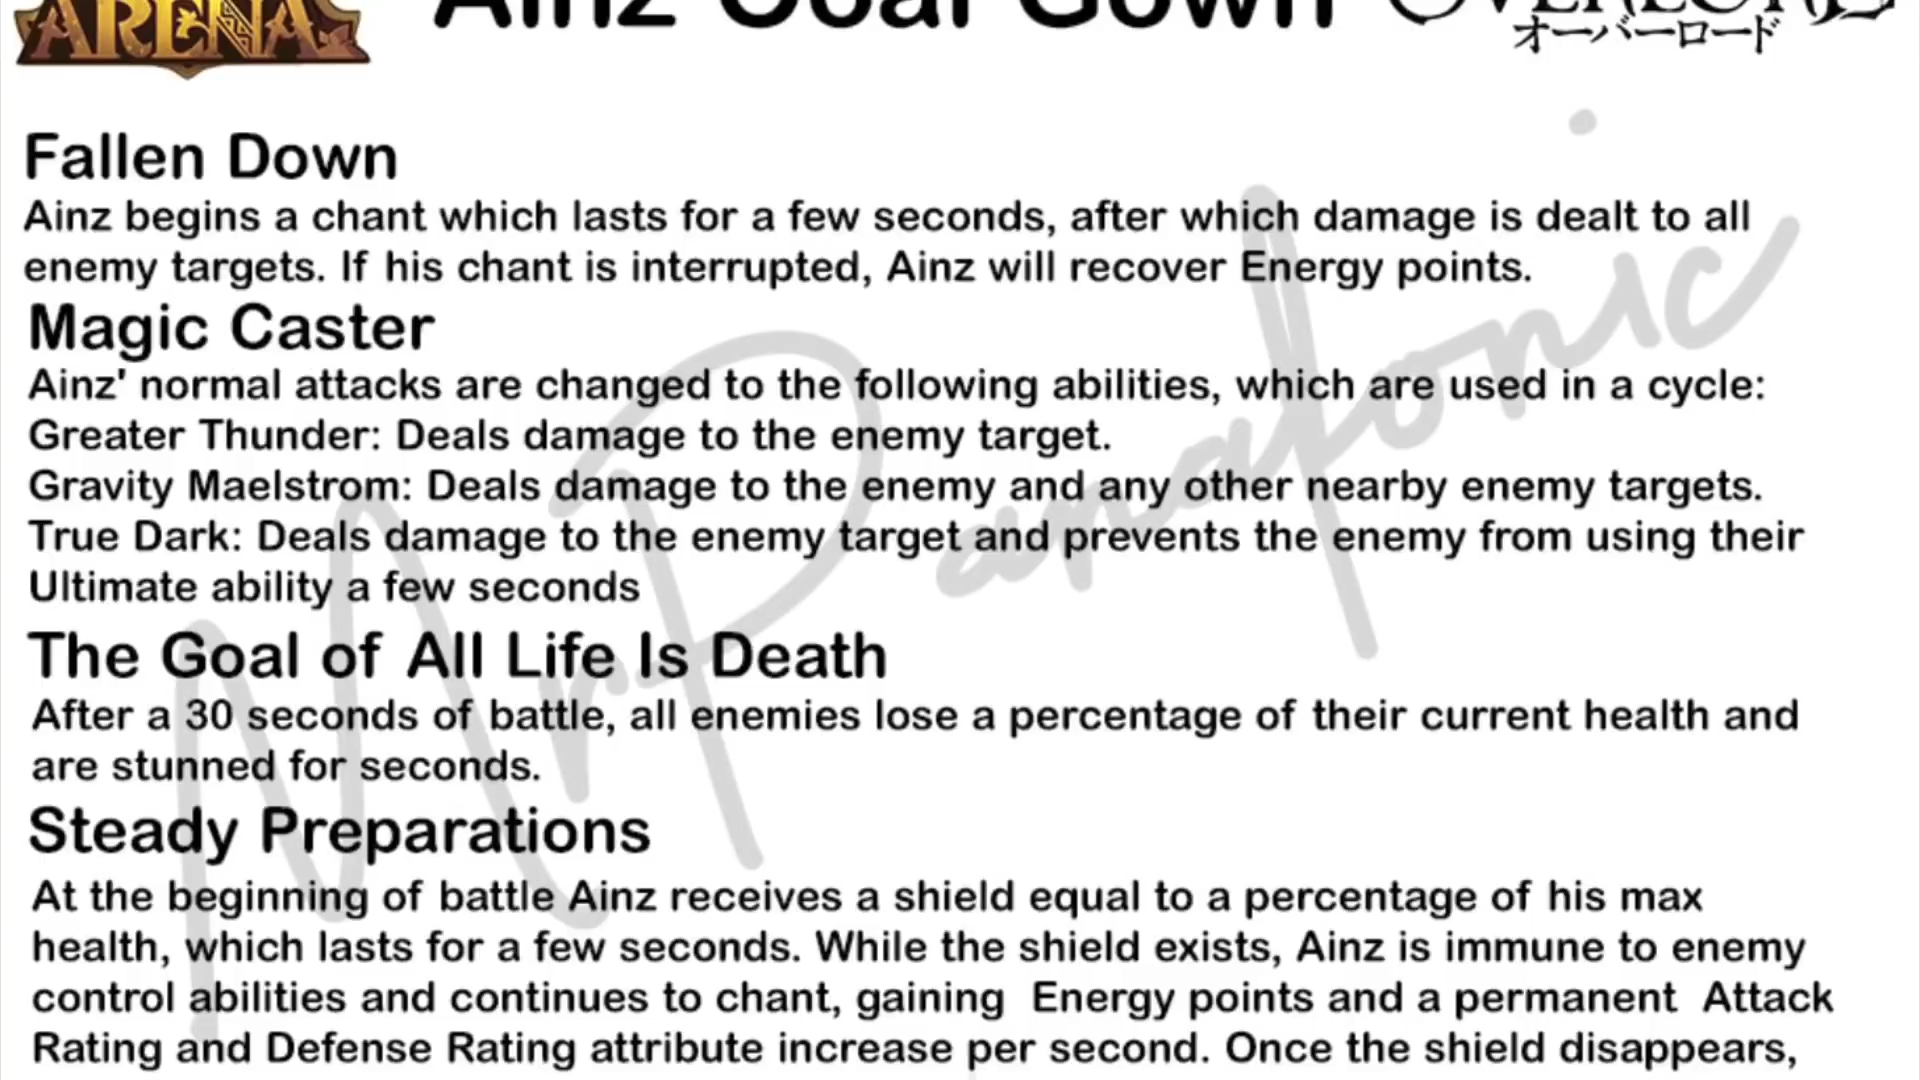 ARENA
Ainz Ooal Gown
OVERLORD
オーバーロード
Fallen Down
Ainz begins a chant which lasts for a few seconds, after which damage is dealt to all
enemy targets. If his chant is interrupted, Ainz will recover Energy points.
Magic Caster
Ainz' normal attacks are changed to the following abilities, which are used in a cycle:
Greater Thunder: Deals damage to the enemy target.
Gravity Maelstrom: Deals damage to the enemy and any other nearby enemy targets.
True Dark: Deals damage to the enemy target and prevents the enemy from using their
Ultimate ability a few seconds
The Goal of All Life Is Death
After a 30 seconds of battle, all enemies lose a percentage of their current health and
are stunned for seconds.
Steady Preparations
At the beginning of battle Ainz receives a shield equal to a percentage of his max
health, which lasts for a few seconds. While the shield exists, Ainz is immune to enemy
control abilities and continues to chant, gaining  Energy points and a permanent  Attack
Rating and Defense Rating attribute increase per second. Once the shield disappears,
MrPanatonic